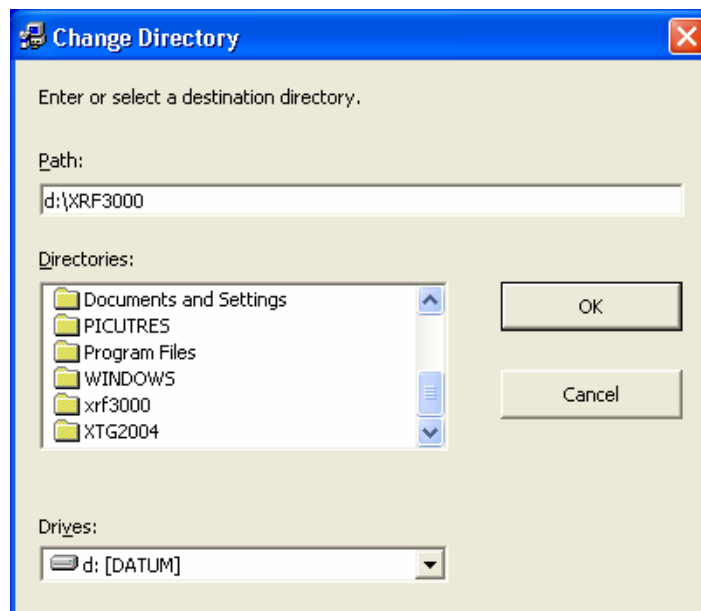 Change Directory
Enter or select a destination directory.
Path:
d:\XRF3000
Directories:
Documents and Settings
PICUTRES
Program Files
WINDOWS
xrf3000
XTG2004
OK
Cancel
Drives:
d: [DATUM]